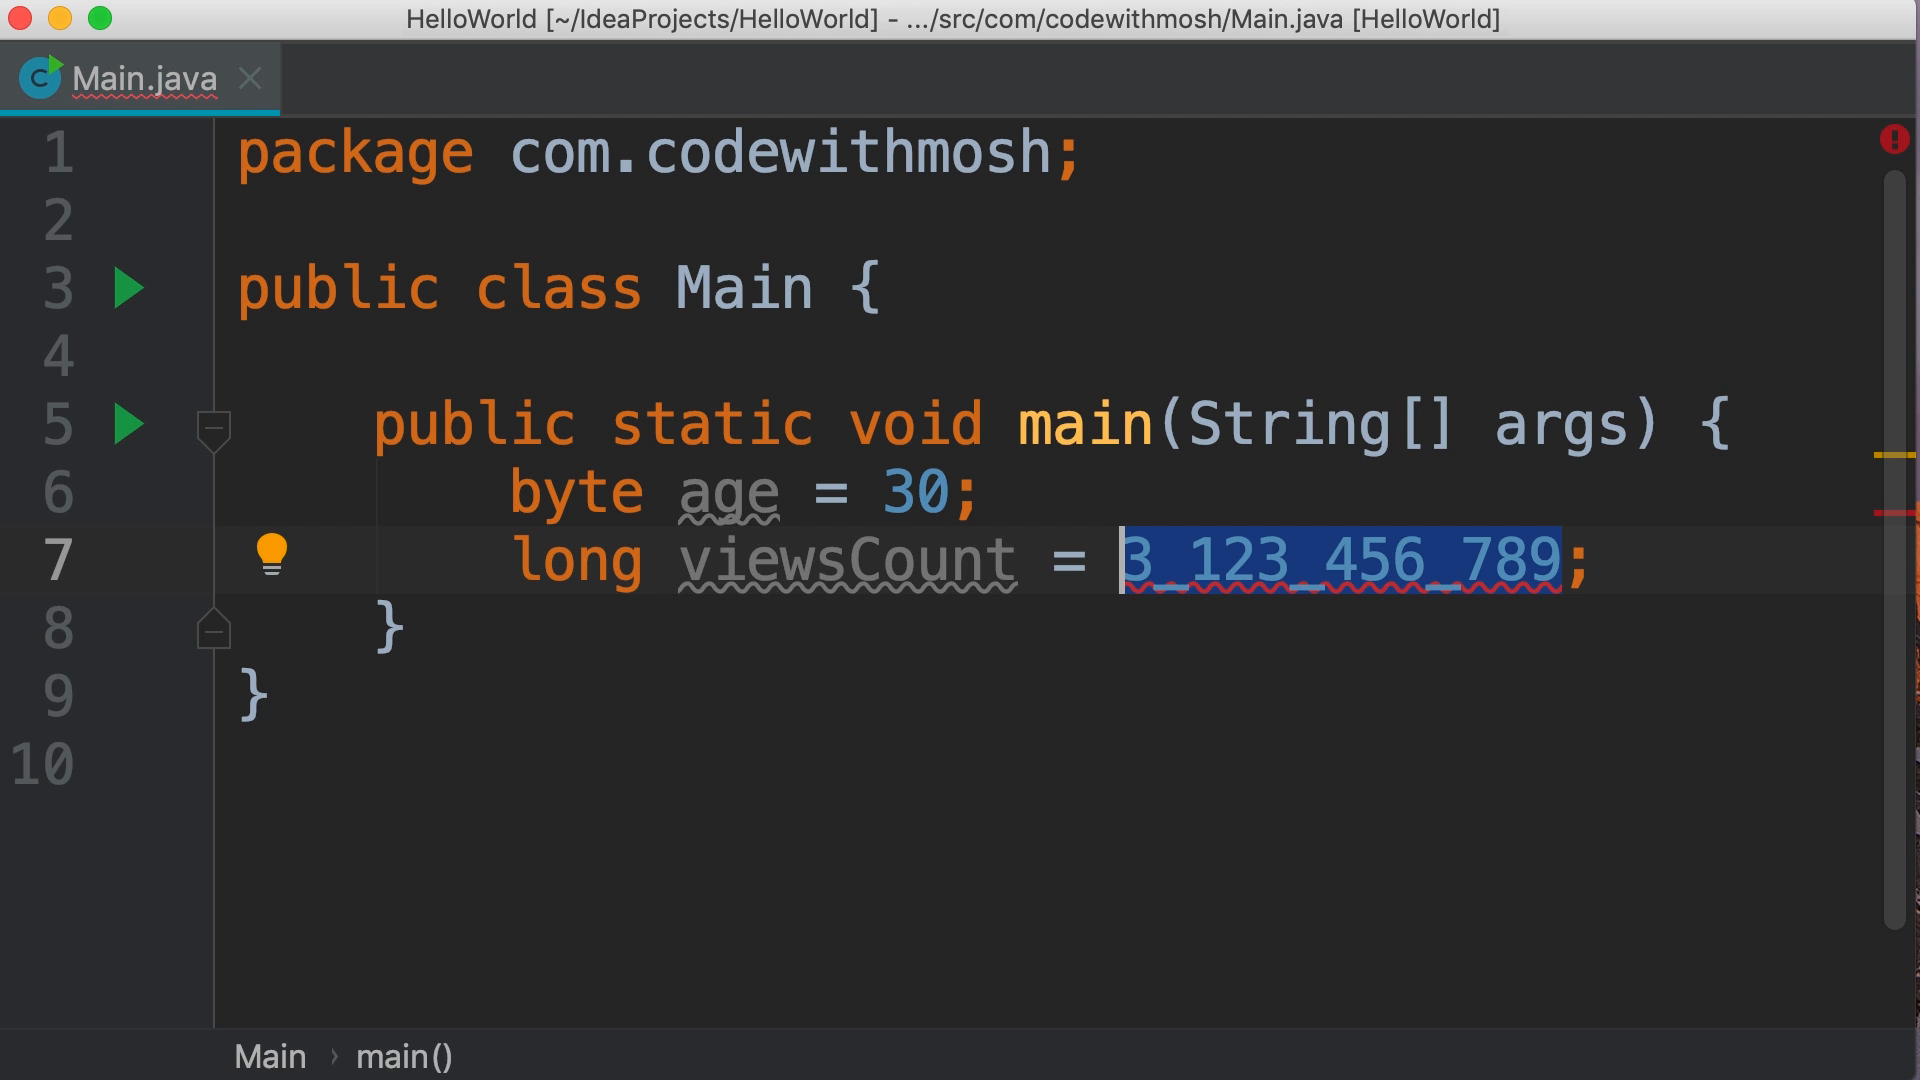 HelloWorld [~/IdeaProjects/HelloWorld] - .../src/com/codewithmosh/Main.java [HelloWorld]
C Main.java
1 package com.codewithmosh;
2
3 public class Main {
4
5 public static void main(String[] args) {
6 byte age = 30;
7 long viewsCount = 3_123_456_789;
8 }
9 }
10
Main › main()